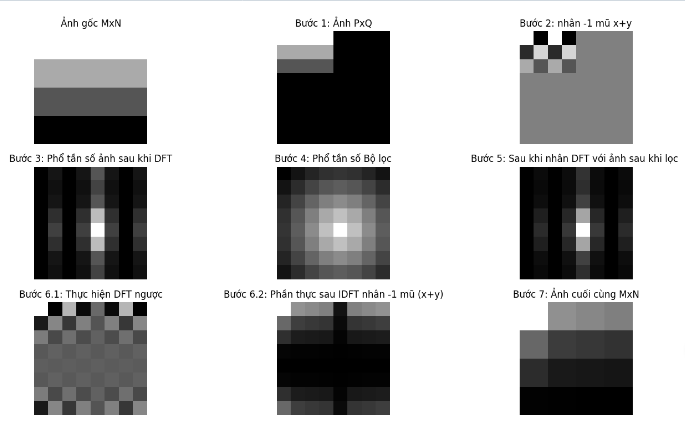 Ảnh gốc MxN
Bước 1: Ảnh PxQ
Bước 2: nhân -1 mũ x+y
Bước 3: Phổ tần số ảnh sau khi DFT
Bước 4: Phổ tần số Bộ lọc
Bước 5: Sau khi nhân DFT với ảnh sau khi lọc
Bước 6.1: Thực hiện DFT ngược
Bước 6.2: Phần thực sau IDFT nhân -1 mũ (x+y)
Bước 7: Ảnh cuối cùng MxN